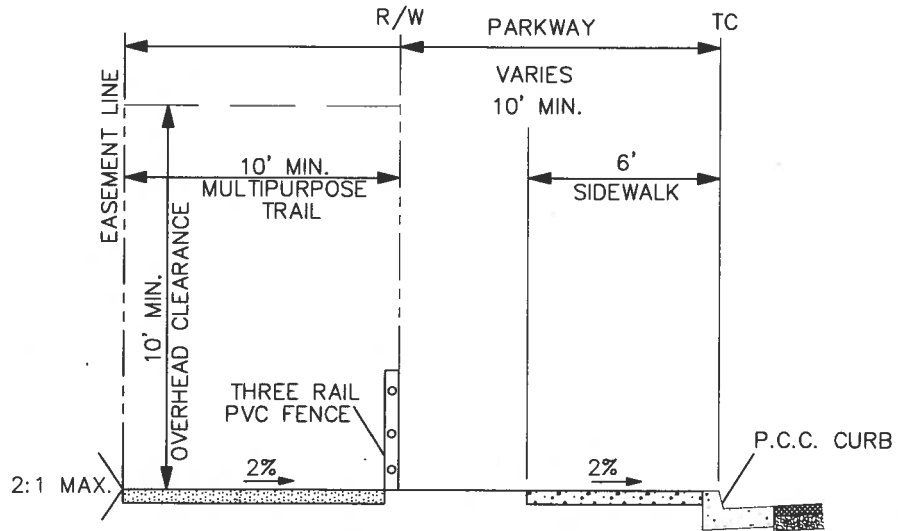 R/W
TC
PARKWAY
VARIES
10' MIN.
EASEMENT LINE
10' MIN.
MULTIPURPOSE
TRAIL
6'
SIDEWALK
10' MIN.
OVERHEAD CLEARANCE
THREE RAIL
PVC FENCE
P.C.C. CURB
2:1 MAX.
2%
2%